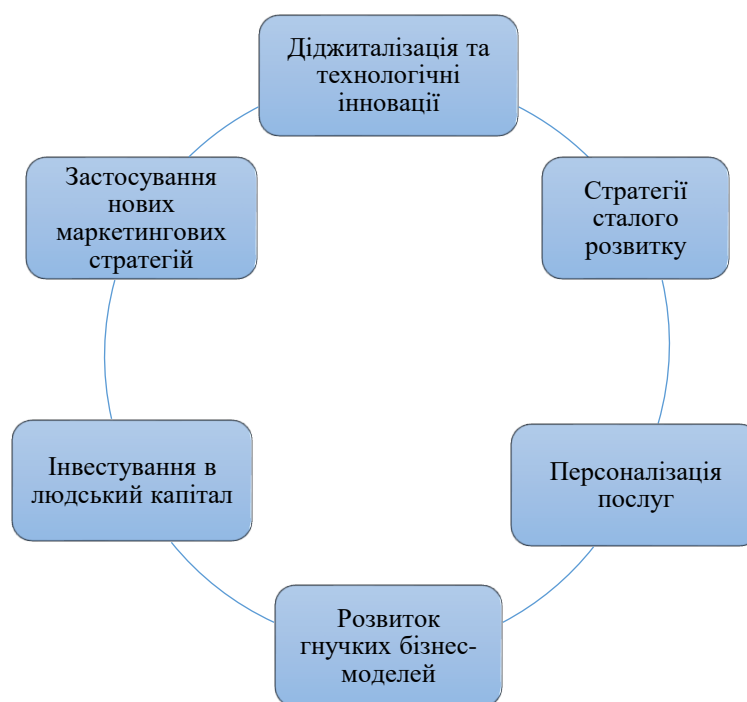 Діджиталізація та
технологічні
інновації
Стратегії
сталого
розвитку
Персоналізація
послуг
Розвиток
гнучких бізнес-
моделей
Інвестування в
людський капітал
Застосування
нових
маркетингових
стратегій